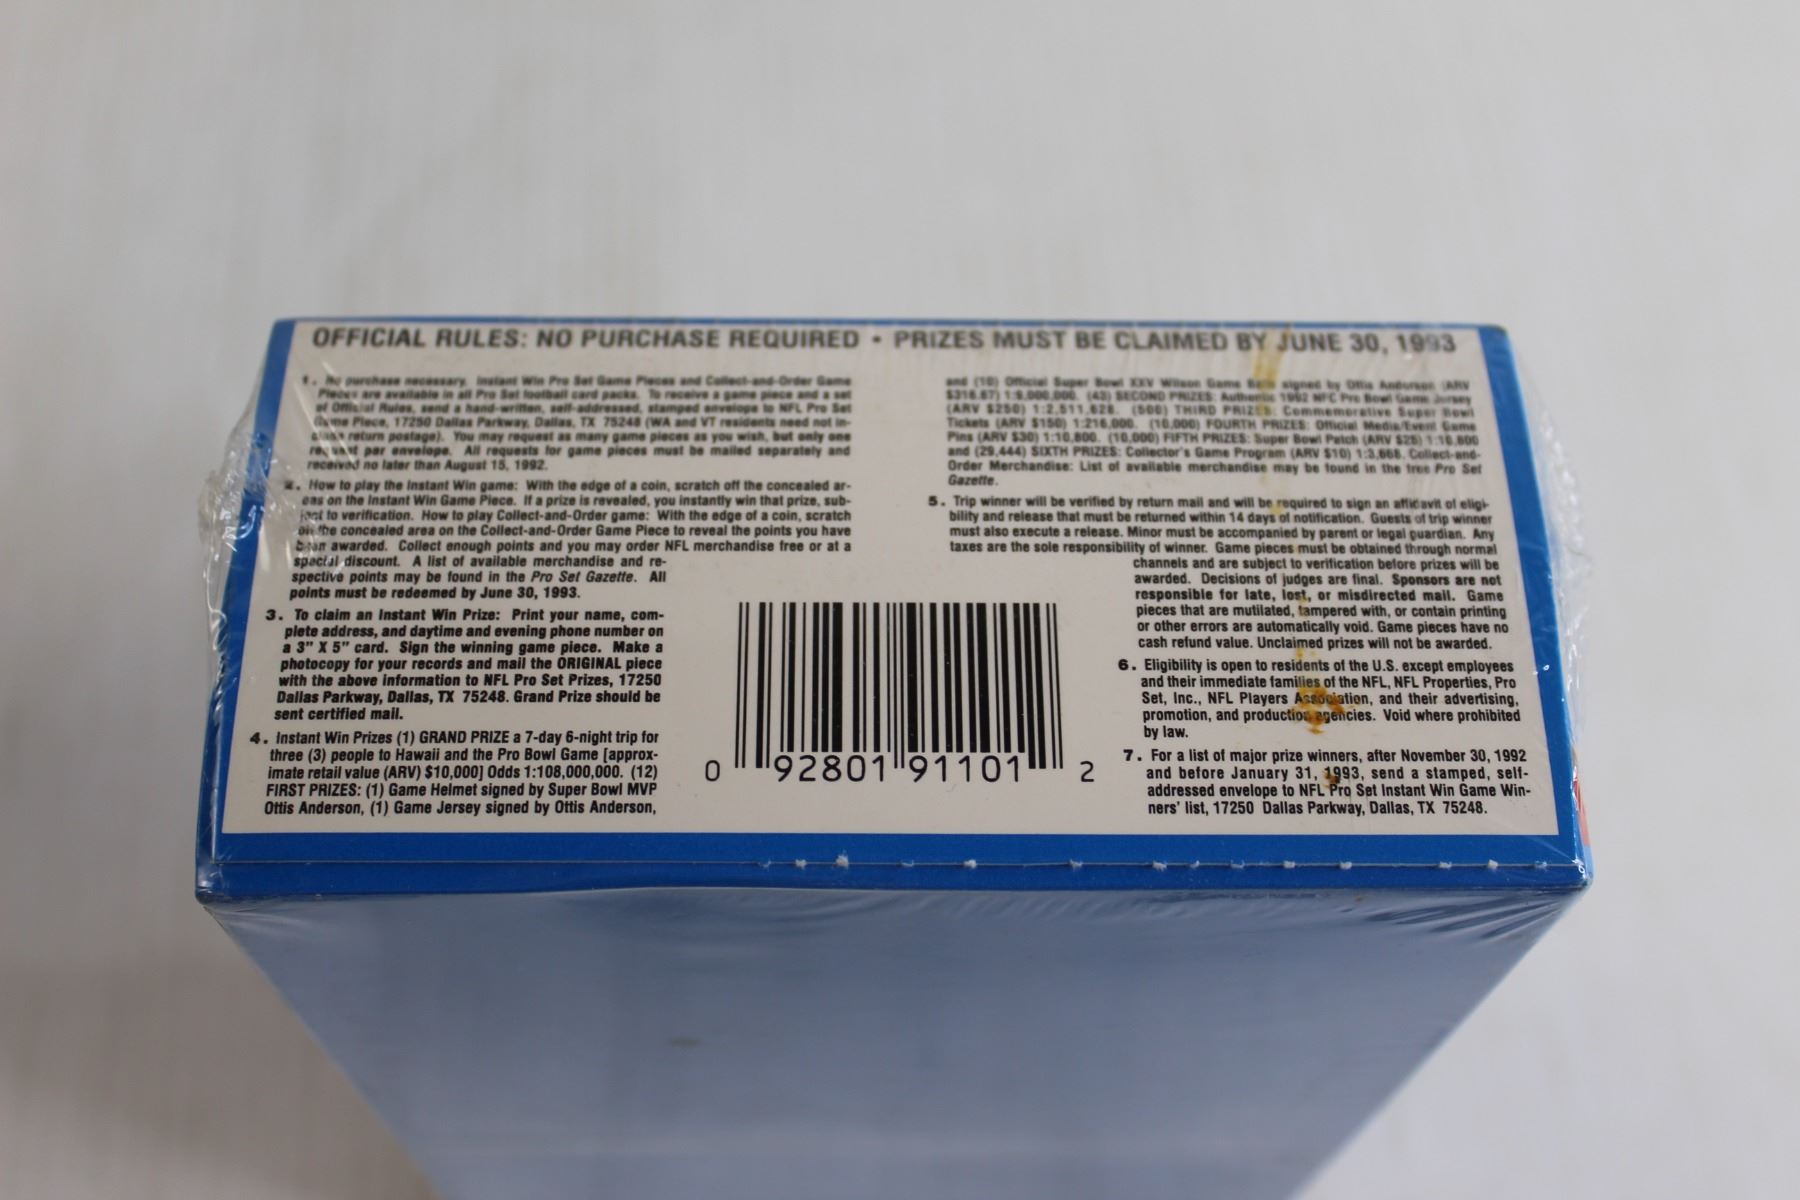 OFFICIAL RULES: NO PURCHASE REQUIRED • PRIZES MUST BE CLAIMED BY JUNE 30, 1993
1. No purchase necessary. Instant Win Pro Set Game Pieces and Collect-and-Order Game
Pieces are available in all Pro Set football card packs. To receive a game piece and a set
of Official Rules, send a hand-written, self-addressed, stamped envelope to NFL Pro Set
Game Piece, 17250 Dallas Parkway, Dallas, TX 75248 (WA and VT residents need not in-
clude return postage). You may request as many game pieces as you wish, but only one
request per envelope. All requests for game pieces must be mailed separately and
received no later than August 15, 1992.
2. How to play the Instant Win game: With the edge of a coin, scratch off the concealed ar-
eas on the Instant Win Game Piece. If a prize is revealed, you instantly win that prize, sub-
ject to verification. How to play Collect-and-Order game: With the edge of a coin, scratch
off the concealed area on the Collect-and-Order Game Piece to reveal the points you have
been awarded. Collect enough points and you may order NFL merchandise free or at a
special discount. A list of available merchandise and re-
spective points may be found in the Pro Set Gazette. All
points must be redeemed by June 30, 1993.
3. To claim an Instant Win Prize: Print your name, com-
plete address, and daytime and evening phone number on
a 3" X 5" card. Sign the winning game piece. Make a
photocopy for your records and mail the ORIGINAL piece
with the above information to NFL Pro Set Prizes, 17250
Dallas Parkway, Dallas, TX 75248. Grand Prize should be
sent certified mail.
4. Instant Win Prizes (1) GRAND PRIZE a 7-day 6-night trip for
three (3) people to Hawaii and the Pro Bowl Game [approx-
imate retail value (ARV) $10,000] Odds 1:108,000,000. (12)
FIRST PRIZES: (1) Game Helmet signed by Super Bowl MVP
Ottis Anderson, (1) Game Jersey signed by Ottis Anderson,
and (10) Official Super Bowl XXV Wilson Game Balls signed by Ottis Anderson (ARV
$316.67) 1:9,000,000. (43) SECOND PRIZES: Authentic 1992 NFC Pro Bowl Game Jersey
(ARV $250) 1:2,511,628. (500) THIRD PRIZES: Commemorative Super Bowl
Tickets (ARV $150) 1:216,000. (10,000) FOURTH PRIZES: Official Media/Event Game
Pins (ARV $30) 1:10,800. (10,000) FIFTH PRIZES: Super Bowl Patch (ARV $25) 1:10,800
and (29,444) SIXTH PRIZES: Collector's Game Program (ARV $10) 1:3,668. Collect-and-
Order Merchandise: List of available merchandise may be found in the free Pro Set
Gazette.
5. Trip winner will be verified by return mail and will be required to sign an affidavit of eligi-
bility and release that must be returned within 14 days of notification. Guests of trip winner
must also execute a release. Minor must be accompanied by parent or legal guardian. Any
taxes are the sole responsibility of winner. Game pieces must be obtained through normal
channels and are subject to verification before prizes will be
awarded. Decisions of judges are final. Sponsors are not
responsible for late, lost, or misdirected mail. Game
pieces that are mutilated, tampered with, or contain printing
or other errors are automatically void. Game pieces have no
cash refund value. Unclaimed prizes will not be awarded.
6. Eligibility is open to residents of the U.S. except employees
and their immediate families of the NFL, NFL Properties, Pro
Set, Inc., NFL Players Association, and their advertising,
promotion, and production agencies. Void where prohibited
by law.
7. For a list of major prize winners, after November 30, 1992
and before January 31, 1993, send a stamped, self-
addressed envelope to NFL Pro Set Instant Win Game Win-
ners' list, 17250 Dallas Parkway, Dallas, TX 75248.
0 92801 91101 2